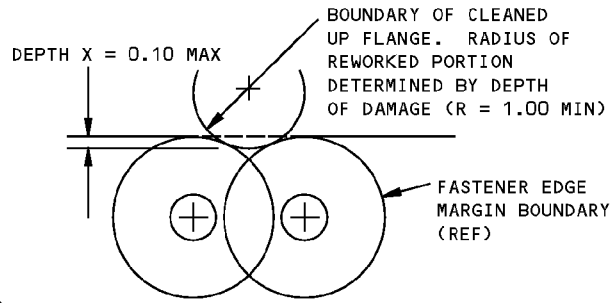 BOUNDARY OF CLEANED
UP FLANGE. RADIUS OF
REWORKED PORTION
DETERMINED BY DEPTH
OF DAMAGE (R = 1.00 MIN)
DEPTH X = 0.10 MAX
FASTENER EDGE
MARGIN BOUNDARY
(REF)